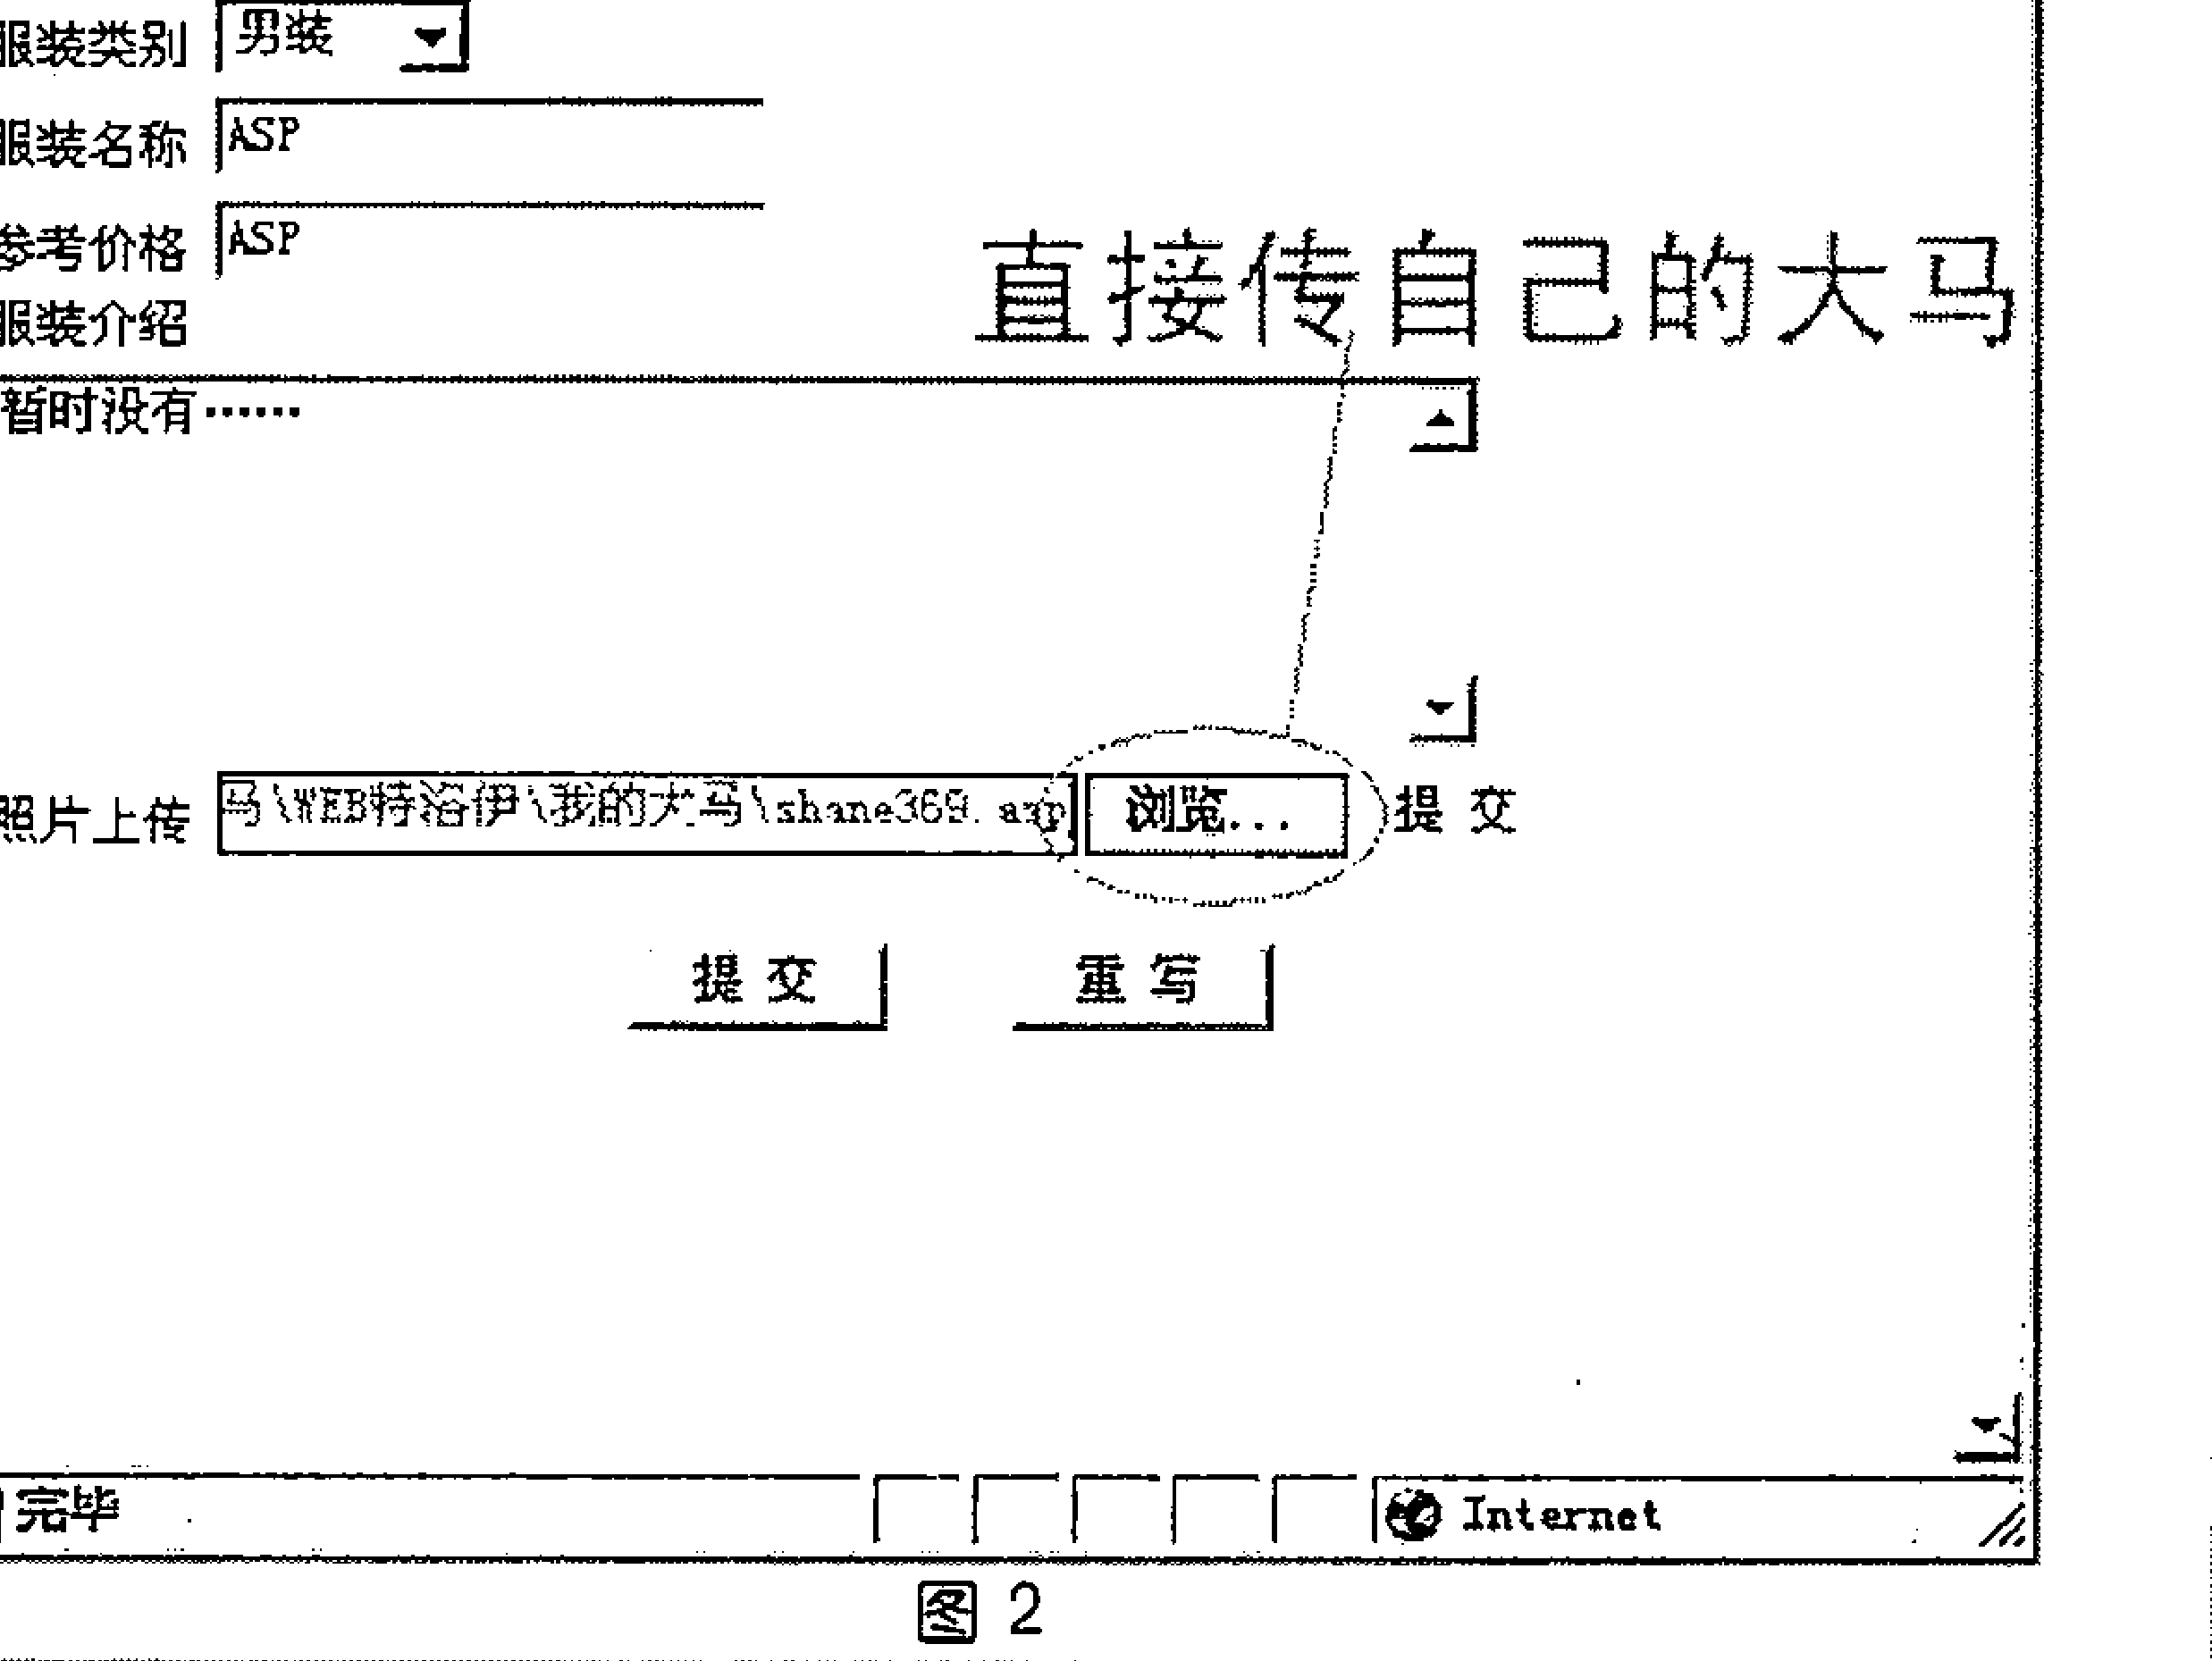 服装类别 男装
服装名称 ASP
参考价格 ASP
直接传自己的大马
服装介绍
暂时没有……
照片上传 马\WEB特洛伊\我的大马\shane369.asp 浏览... 提 交
提 交 重 写
完毕 Internet
图 2